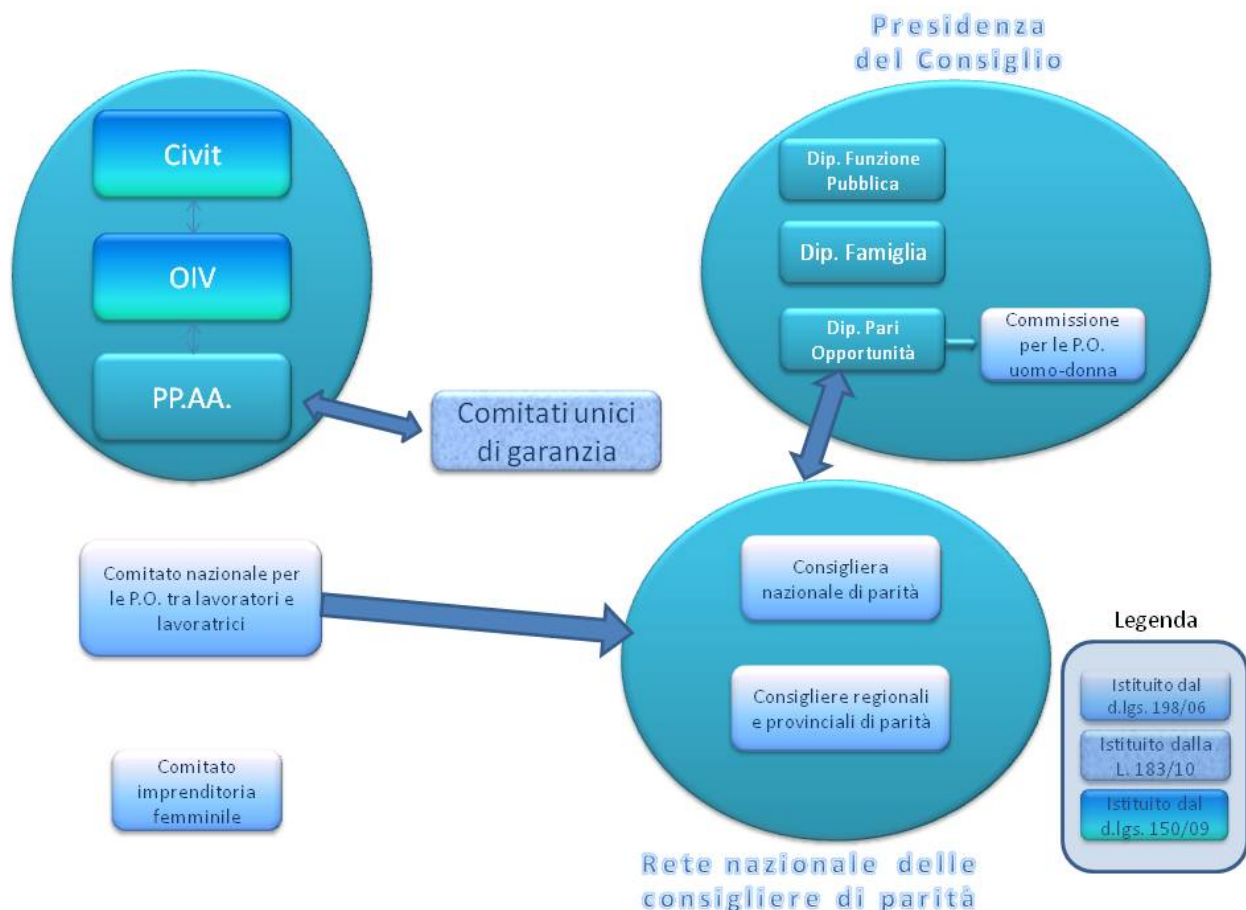 Presidenza
del Consiglio
Civit
OIV
PP.AA.
Dip. Funzione
Pubblica
Dip. Famiglia
Dip. Pari
Opportunità
Commissione
per le P.O.
uomo-donna
Comitati unici
di garanzia
Comitato nazionale per
le P.O. tra lavoratori e
lavoratrici
Consigliera
nazionale di parità
Consigliere regionali
e provinciali di parità
Comitato
imprenditoria
femminile
Legenda
Istituito dal
d.lgs. 198/06
Istituito dalla
L. 183/10
Istituito dal
d.lgs. 150/09
Rete nazionale delle
consigliere di parità